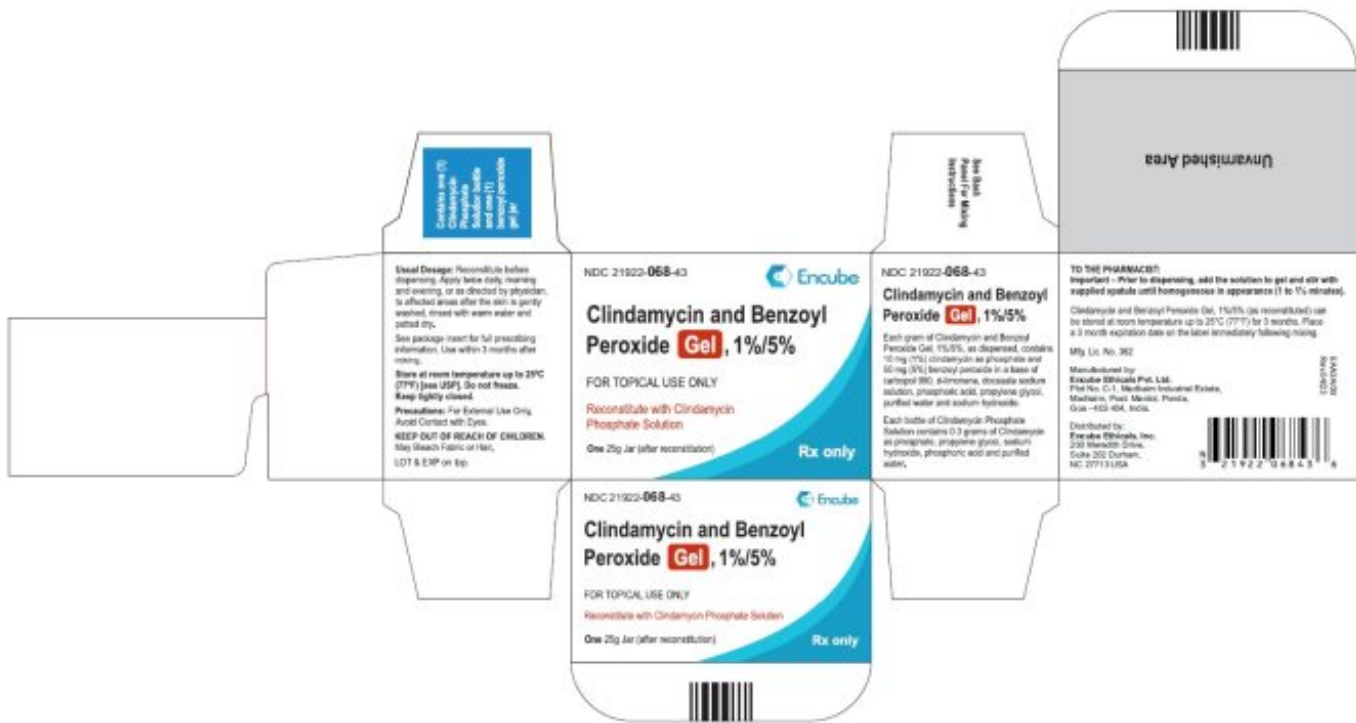 Contains one (1)
Clindamycin
Phosphate
Solution bottle
and one (1)
benzoyl peroxide
gel jar
See Back
Panel For Mixing
Instructions
Unvarnished Area
Usual Dosage: Reconstitute before
dispensing. Apply twice daily, morning
and evening, or as directed by physician,
to affected areas after the skin is gently
washed, rinsed with warm water and
patted dry.
See package insert for full prescribing
information. Use within 3 months after
mixing.
Store at room temperature up to 25°C
(77°F) [see USP]. Do not freeze.
Keep tightly closed.
Precautions: For External Use Only,
Avoid Contact with Eyes.
KEEP OUT OF REACH OF CHILDREN.
May Bleach Fabric or Hair,
LOT & EXP on top.
NDC 21922-068-43
Encube
Clindamycin and Benzoyl
Peroxide Gel, 1%/5%
FOR TOPICAL USE ONLY
Reconstitute with Clindamycin
Phosphate Solution
One 25g Jar (after reconstitution)
Rx only
NDC 21922-068-43
Clindamycin and Benzoyl
Peroxide Gel, 1%/5%
Each gram of Clindamycin and Benzoyl
Peroxide Gel, 1%/5%, as dispensed, contains
10 mg (1%) clindamycin as phosphate and
50 mg (5%) benzoyl peroxide in a base of
carbopol 980, d-limonene, docusate sodium
solution, phosphoric acid, propylene glycol,
purified water and sodium hydroxide.
Each bottle of Clindamycin Phosphate
Solution contains 0.3 grams of Clindamycin
as phosphate, propylene glycol, sodium
hydroxide, phosphoric acid and purified
water.
TO THE PHARMACIST:
Important – Prior to dispensing, add the solution to gel and stir with
supplied spatula until homogeneous in appearance (1 to 1½ minutes).
Clindamycin and Benzoyl Peroxide Gel, 1%/5% (as reconstituted) can
be stored at room temperature up to 25°C (77°F) for 3 months. Place
a 3 month expiration date on the label immediately following mixing.
Mfg. Lic. No. 362
Manufactured by:
Encube Ethicals Pvt. Ltd.
Plot No. C-1, Madkaim Industrial Estate,
Madkaim, Post: Mardol, Ponda,
Goa -403 404, India.
Distributed by:
Encube Ethicals, Inc.
200 Meredith Drive,
Suite 202 Durham,
NC 27713 USA
N
3 21922 06843 6
NDC 21922-068-43
Encube
Clindamycin and Benzoyl
Peroxide Gel, 1%/5%
FOR TOPICAL USE ONLY
Reconstitute with Clindamycin Phosphate Solution
One 25g Jar (after reconstitution)
Rx only